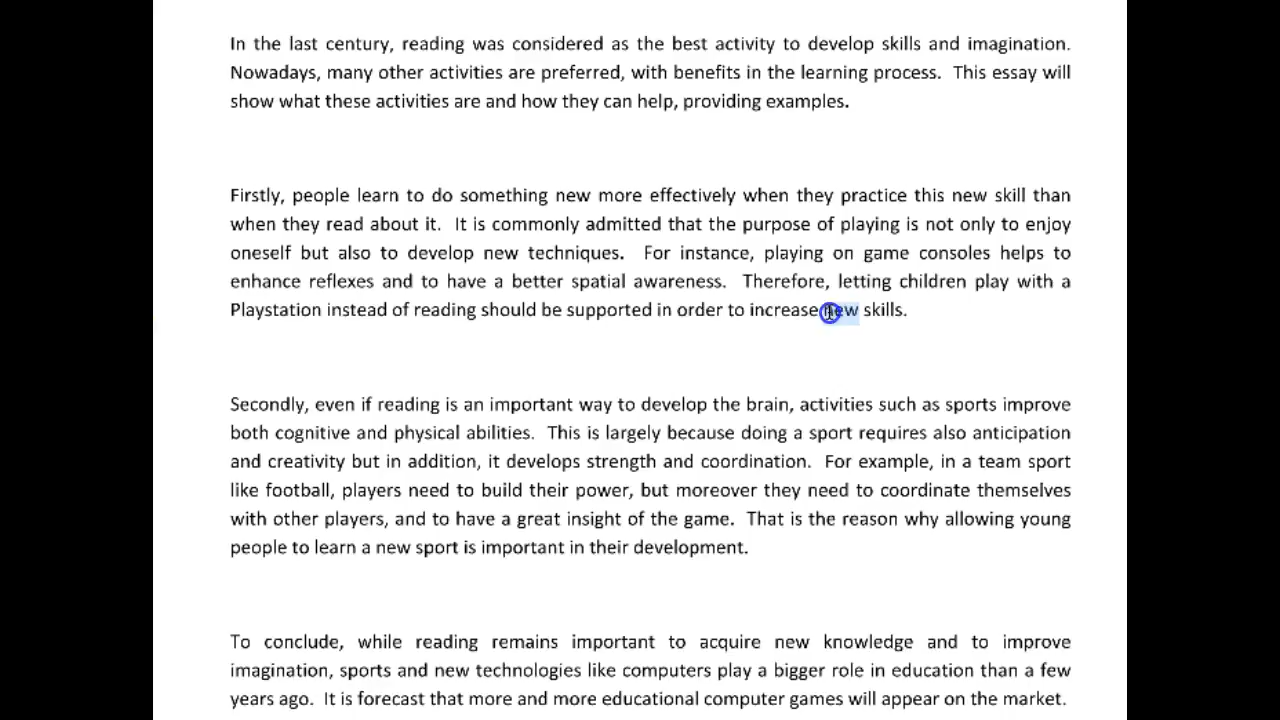 In the last century, reading was considered as the best activity to develop skills and imagination.
Nowadays, many other activities are preferred, with benefits in the learning process. This essay will
show what these activities are and how they can help, providing examples.
Firstly, people learn to do something new more effectively when they practice this new skill than
when they read about it. It is commonly admitted that the purpose of playing is not only to enjoy
oneself but also to develop new techniques. For instance, playing on game consoles helps to
enhance reflexes and to have a better spatial awareness. Therefore, letting children play with a
Playstation instead of reading should be supported in order to increase new skills.
Secondly, even if reading is an important way to develop the brain, activities such as sports improve
both cognitive and physical abilities. This is largely because doing a sport requires also anticipation
and creativity but in addition, it develops strength and coordination. For example, in a team sport
like football, players need to build their power, but moreover they need to coordinate themselves
with other players, and to have a great insight of the game. That is the reason why allowing young
people to learn a new sport is important in their development.
To conclude, while reading remains important to acquire new knowledge and to improve
imagination, sports and new technologies like computers play a bigger role in education than a few
years ago. It is forecast that more and more educational computer games will appear on the market.